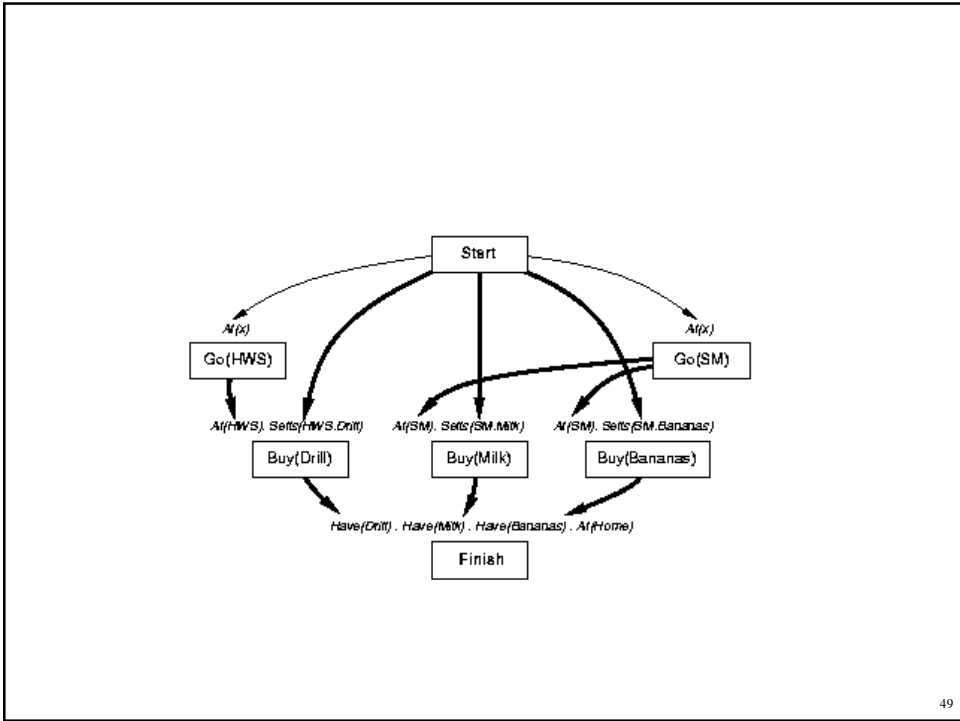 Start
At(x) At(x)
Go(HWS) Go(SM)
At(HWS). Sells(HWS.Drill) At(SM). Sells(SM.Milk) At(SM). Sells(SM.Bananas)
Buy(Drill) Buy(Milk) Buy(Bananas)
Have(Drill) . Have(Milk) . Have(Bananas) . At(Home)
Finish
49